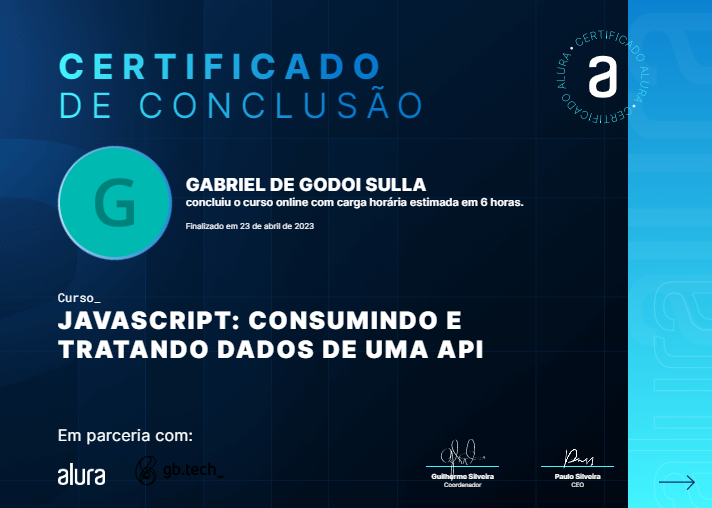 CERTIFICADO
DE CONCLUSÃO
CERTIFICADO ALURA • CERTIFICADO ALURA •
a
G
GABRIEL DE GODOI SULLA
concluiu o curso online com carga horária estimada em 6 horas.
Finalizado em 23 de abril de 2023
Curso_
JAVASCRIPT: CONSUMINDO E
TRATANDO DADOS DE UMA API
Em parceria com:
alura
gb.tech_
Guilherme Silveira
Coordenador
Paulo Silveira
CEO
alura